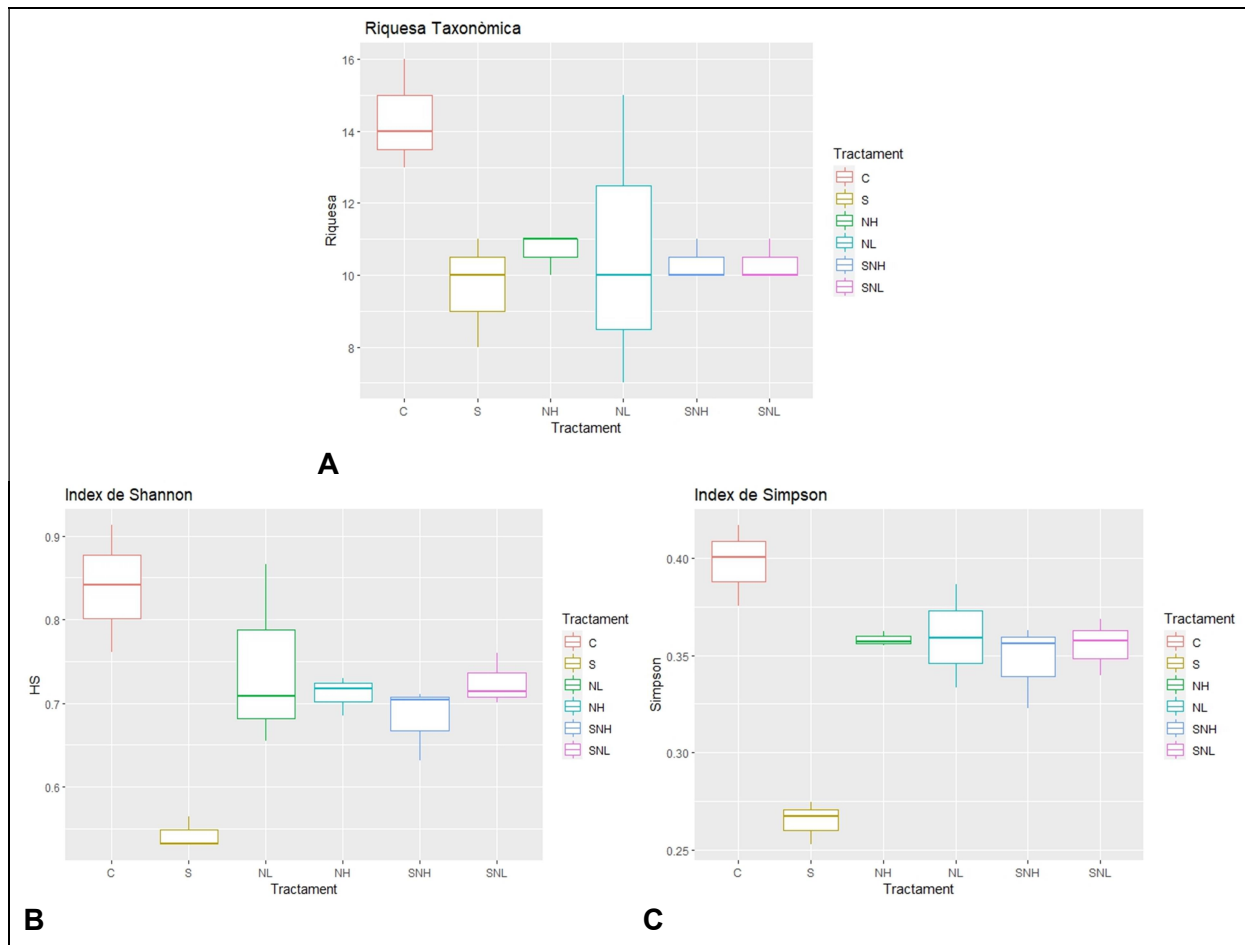 Riquesa Taxonòmica
16
14
12
10
8
Riquesa
C S NH NL SNH SNL
Tractament
Tractament
C
S
NH
NL
SNH
SNL
A
Index de Shannon
0.9
0.8
0.7
0.6
HS
C S NL NH SNH SNL
Tractament
Tractament
C
S
NL
NH
SNH
SNL
B
Index de Simpson
0.40
0.35
0.30
0.25
Simpson
C S NH NL SNH SNL
Tractament
Tractament
C
S
NH
NL
SNH
SNL
C